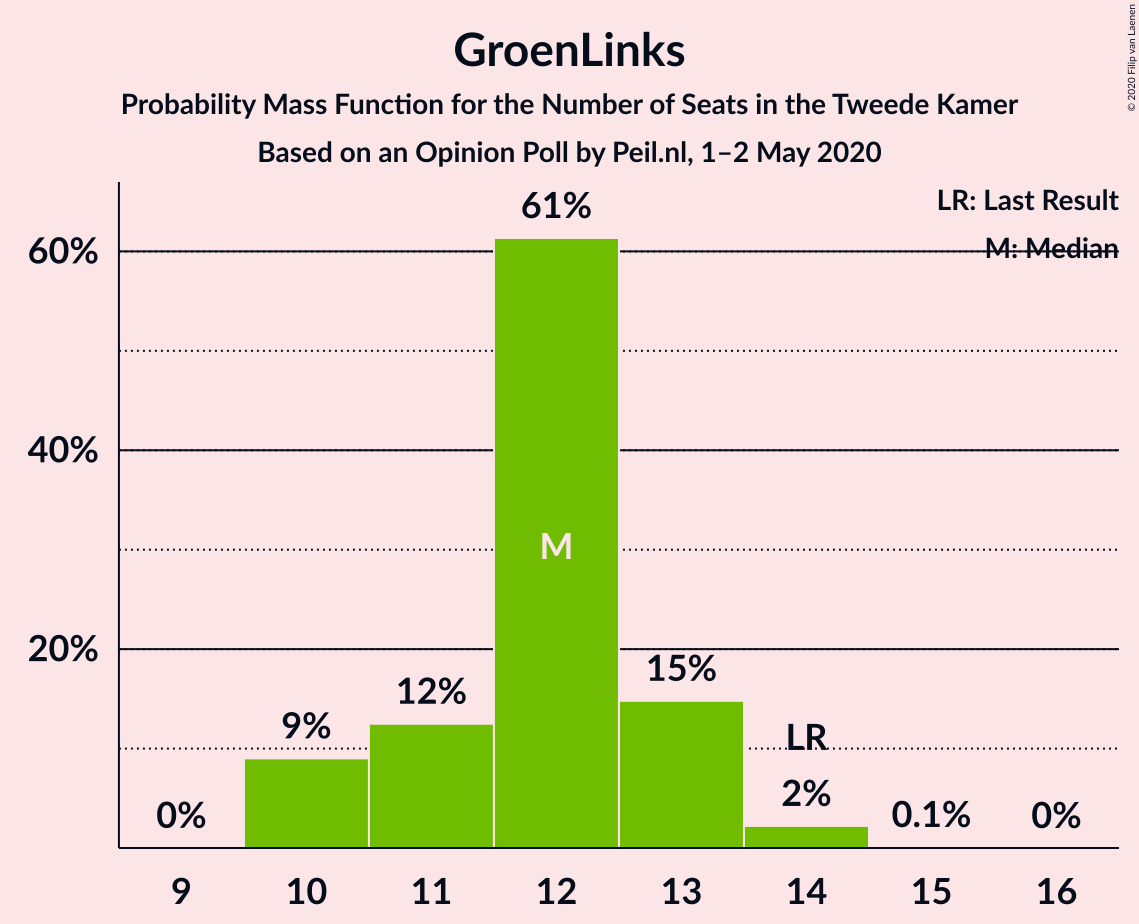 GroenLinks
Probability Mass Function for the Number of Seats in the Tweede Kamer
Based on an Opinion Poll by Peil.nl, 1–2 May 2020
© 2020 Filip van Laenen
LR: Last Result
M: Median
60%
40%
20%
0%
9%
12%
61%
M
15%
LR
2%
0.1%
0%
9
10
11
12
13
14
15
16